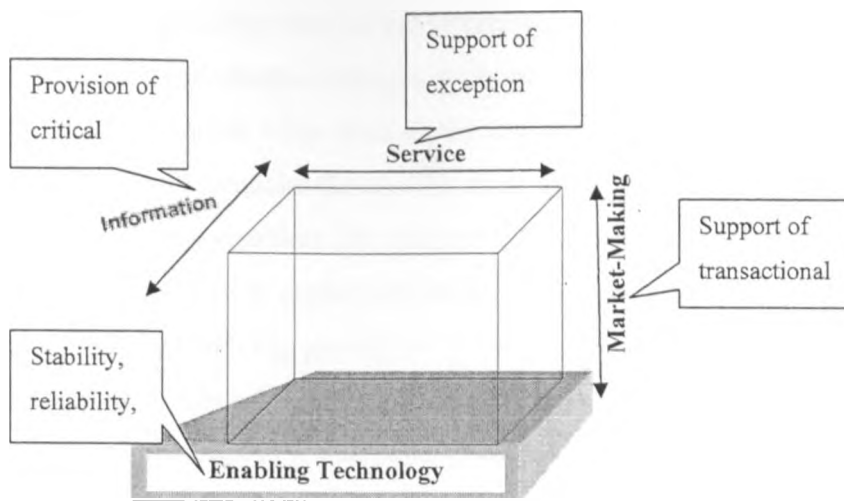 Support of
exception
Provision of
critical
Service
Information
Market-Making
Support of
transactional
Stability,
reliability,
Enabling Technology